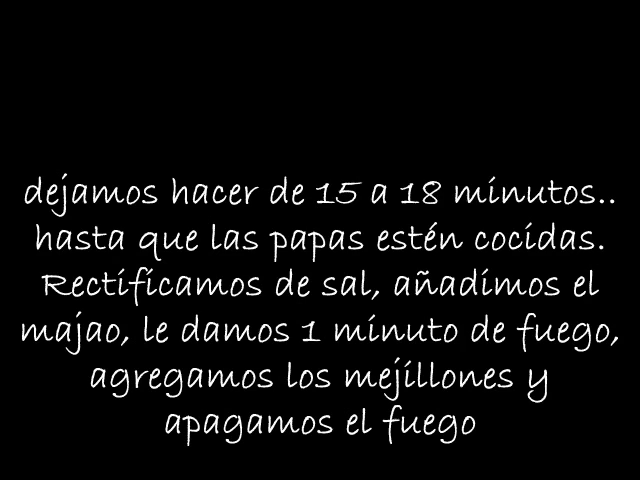 dejamos hacer de 15 a 18 minutos..
hasta que las papas estén cocidas.
Rectificamos de sal, añadimos el
majao, le damos 1 minuto de fuego,
agregamos los mejillones y
apagamos el fuego